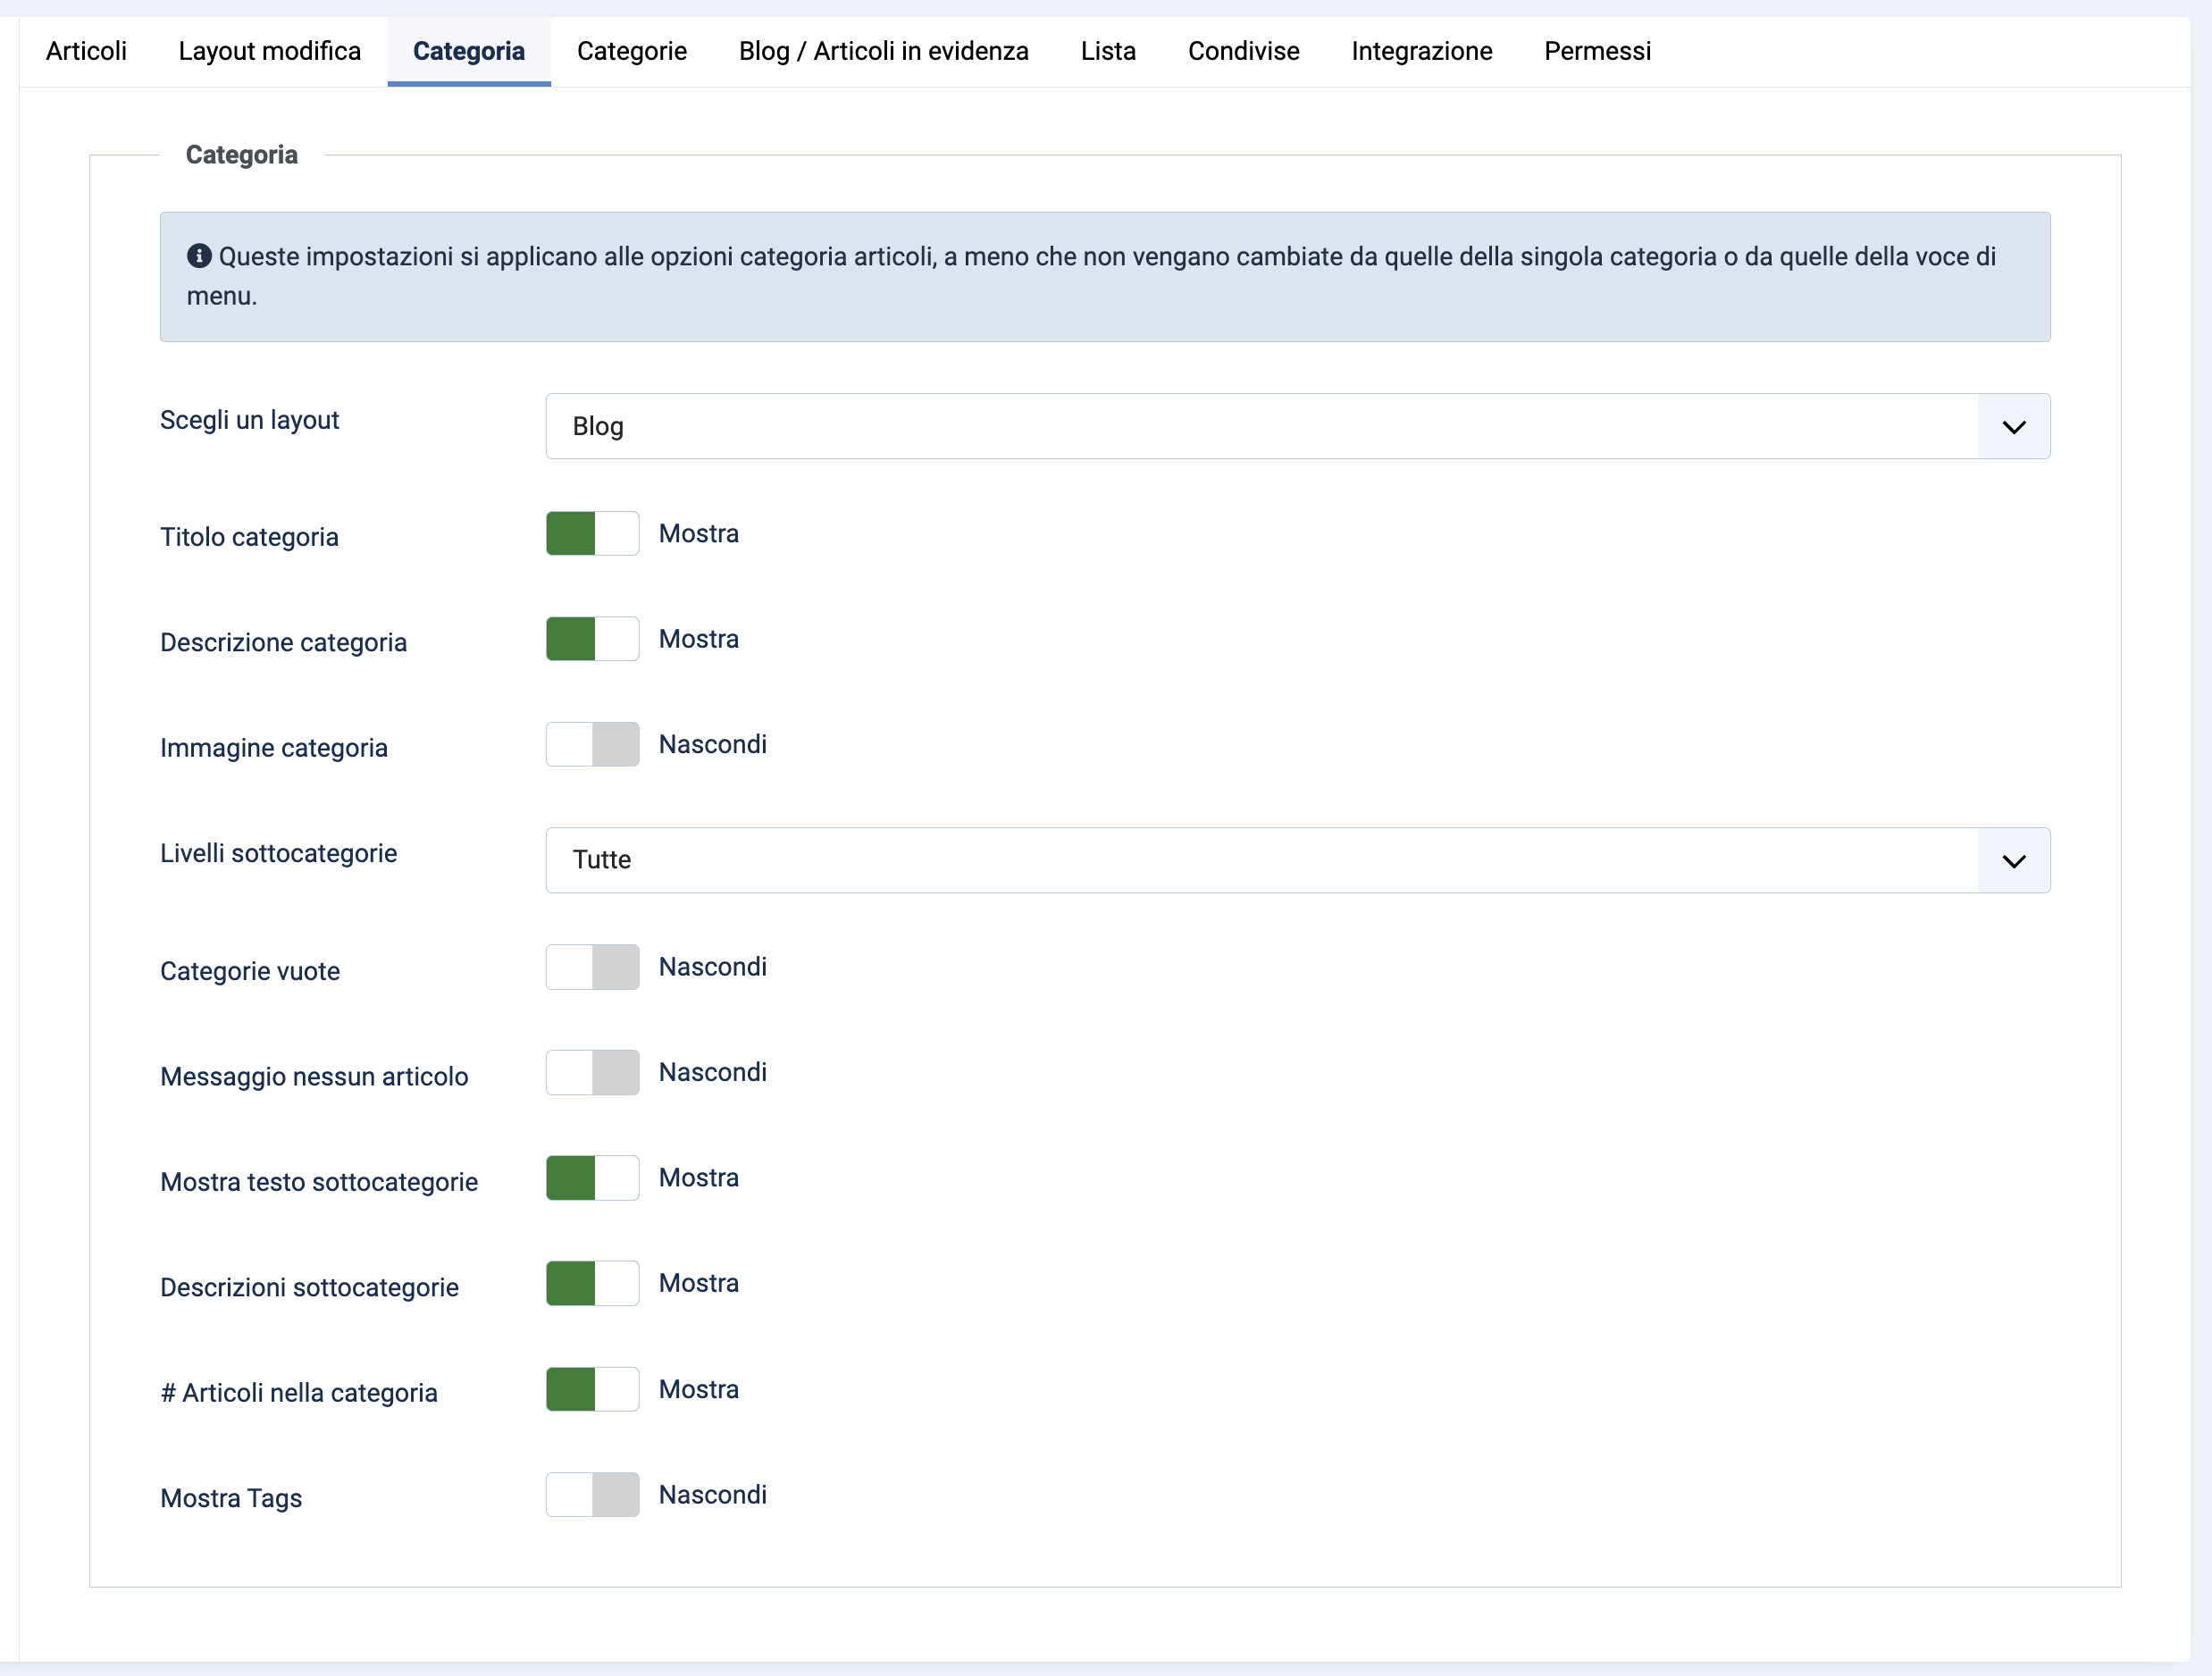 Articoli Layout modifica Categoria Categorie Blog / Articoli in evidenza Lista Condivise Integrazione Permessi
Categoria
Queste impostazioni si applicano alle opzioni categoria articoli, a meno che non vengano cambiate da quelle della singola categoria o da quelle della voce di
menu.
Scegli un layout Blog
Titolo categoria Mostra
Descrizione categoria Mostra
Immagine categoria Nascondi
Livelli sottocategorie Tutte
Categorie vuote Nascondi
Messaggio nessun articolo Nascondi
Mostra testo sottocategorie Mostra
Descrizioni sottocategorie Mostra
# Articoli nella categoria Mostra
Mostra Tags Nascondi